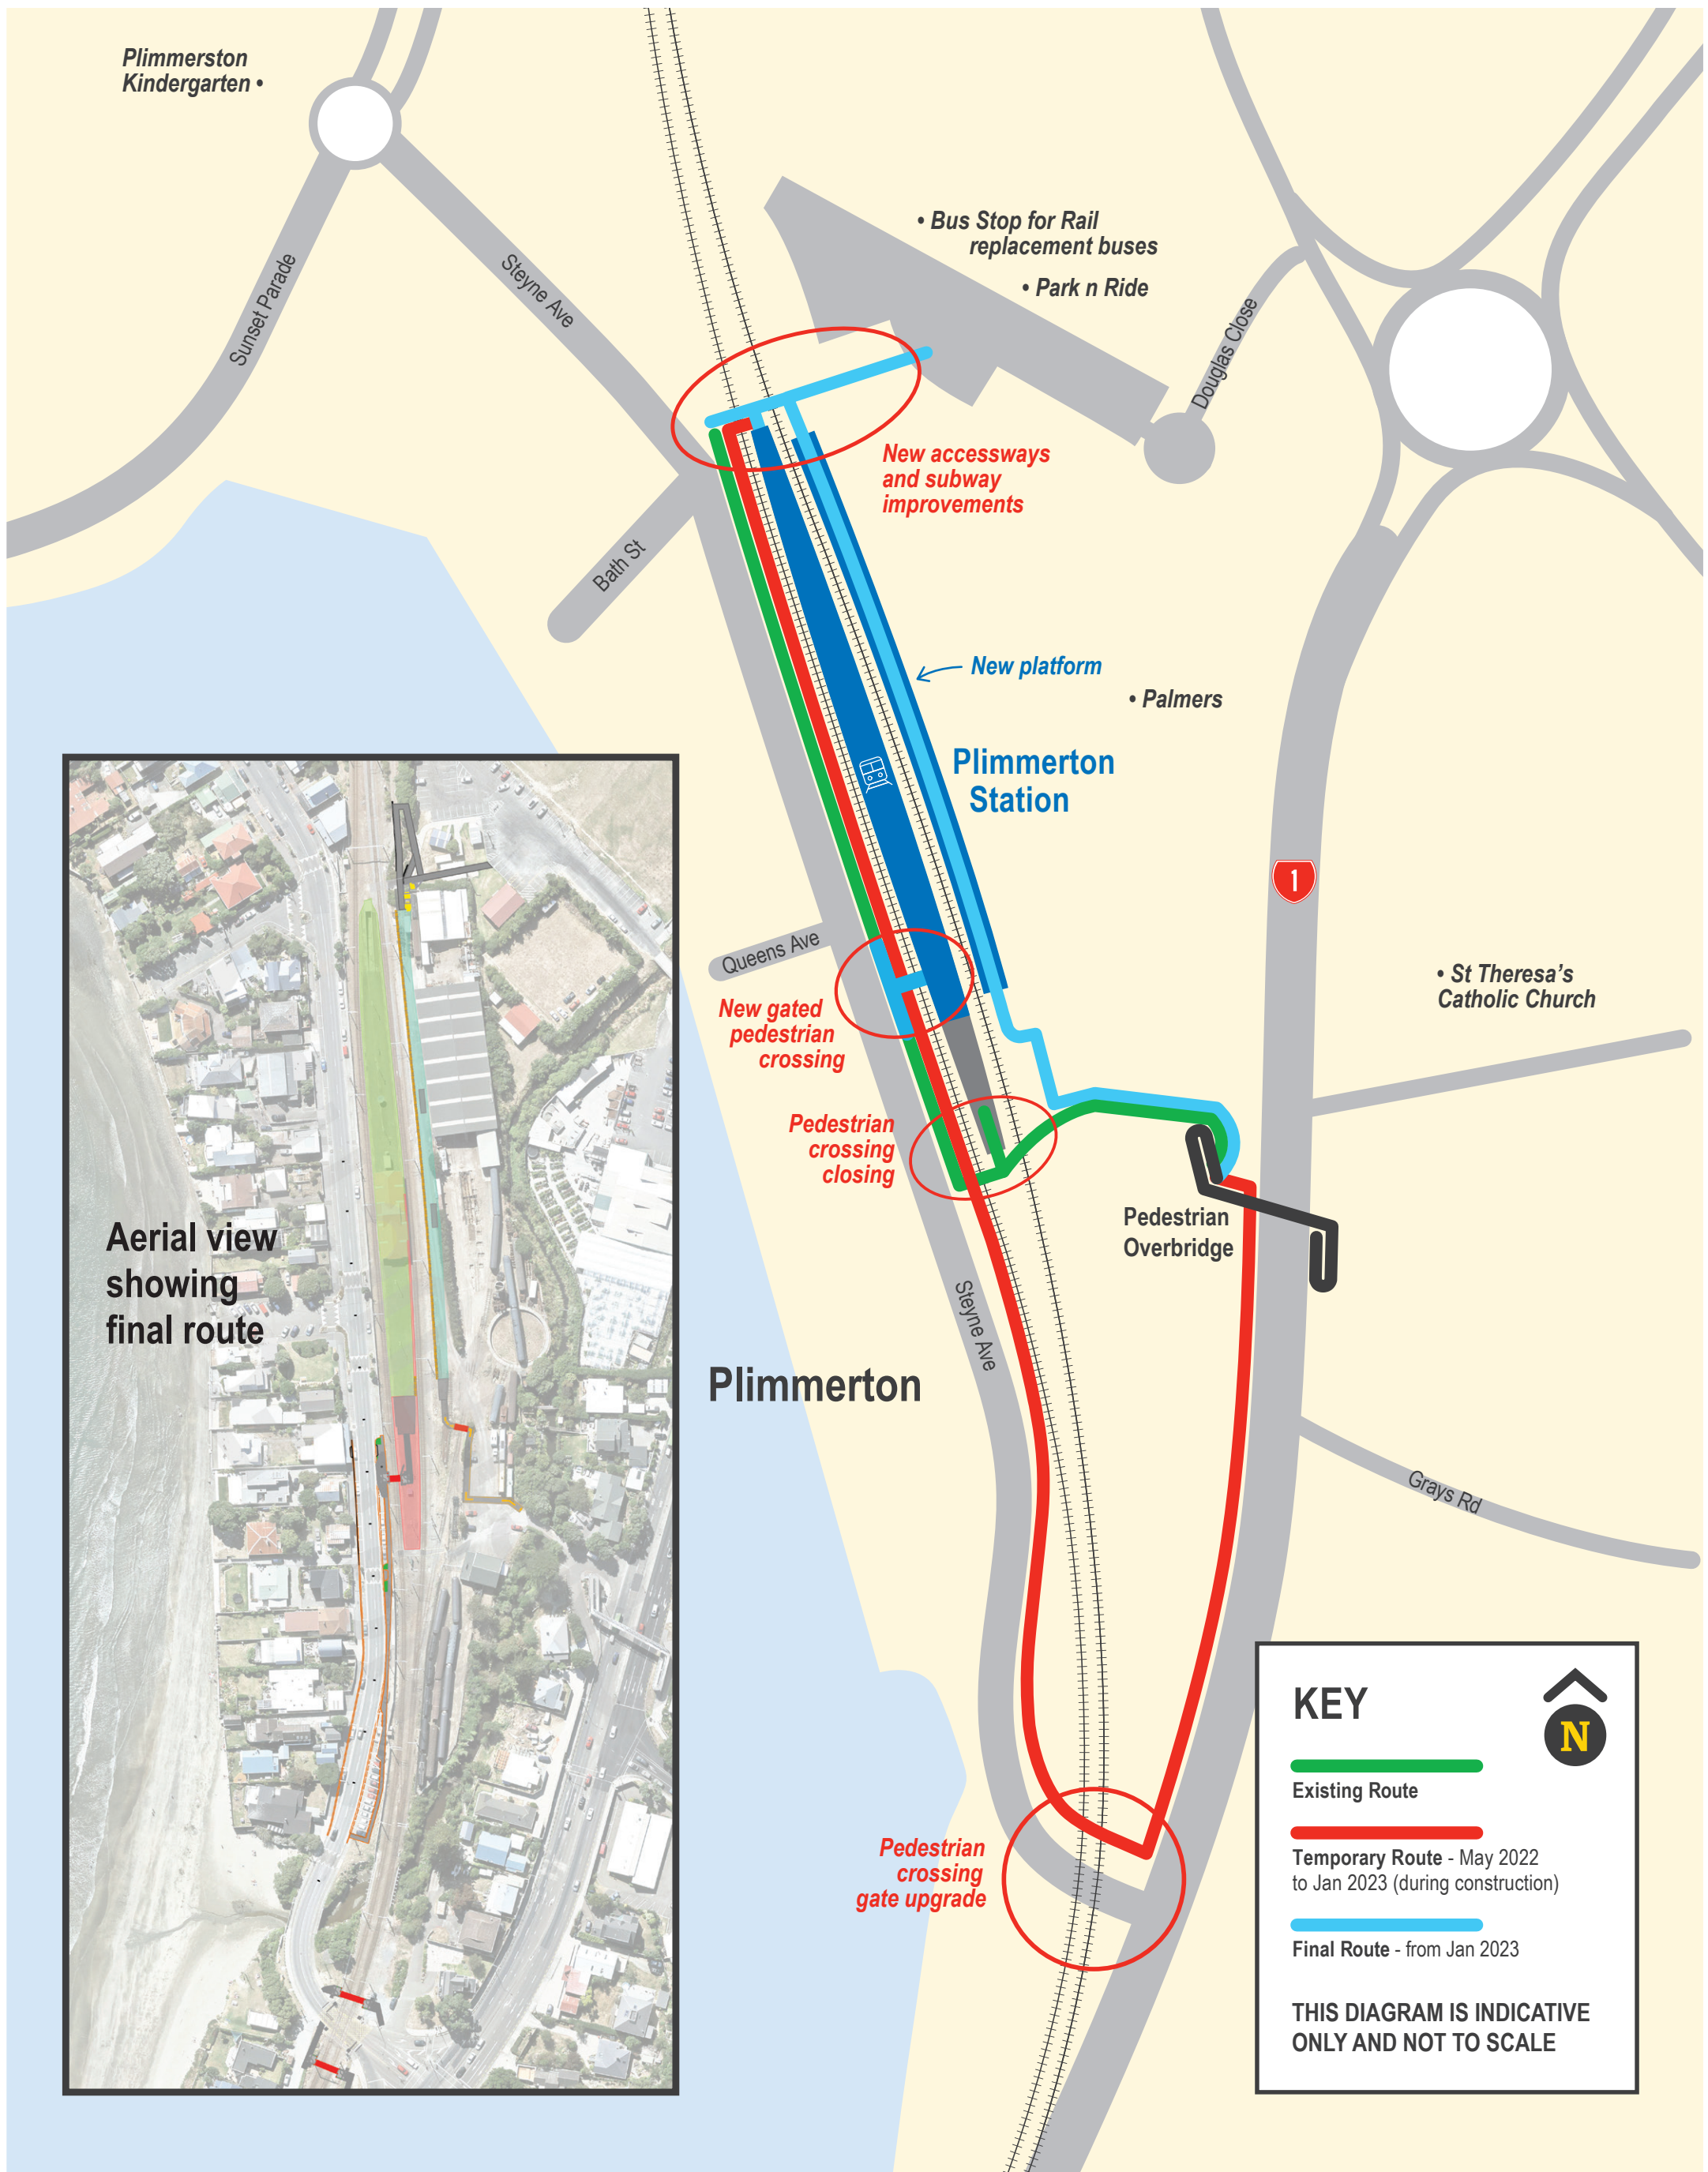 Plimmerston
Kindergarten •
• Bus Stop for Rail
replacement buses
• Park n Ride
Sunset Parade
Steyne Ave
Douglas Close
New accessways
and subway
improvements
Bath St
New platform
• Palmers
Plimmerton
Station
1
Queens Ave
• St Theresa's
Catholic Church
New gated
pedestrian
crossing
Pedestrian
crossing
closing
Pedestrian
Overbridge
Aerial view
showing
final route
Steyne Ave
Plimmerton
Grays Rd
Pedestrian
crossing
gate upgrade
KEY
N
Existing Route
Temporary Route - May 2022
to Jan 2023 (during construction)
Final Route - from Jan 2023
THIS DIAGRAM IS INDICATIVE
ONLY AND NOT TO SCALE